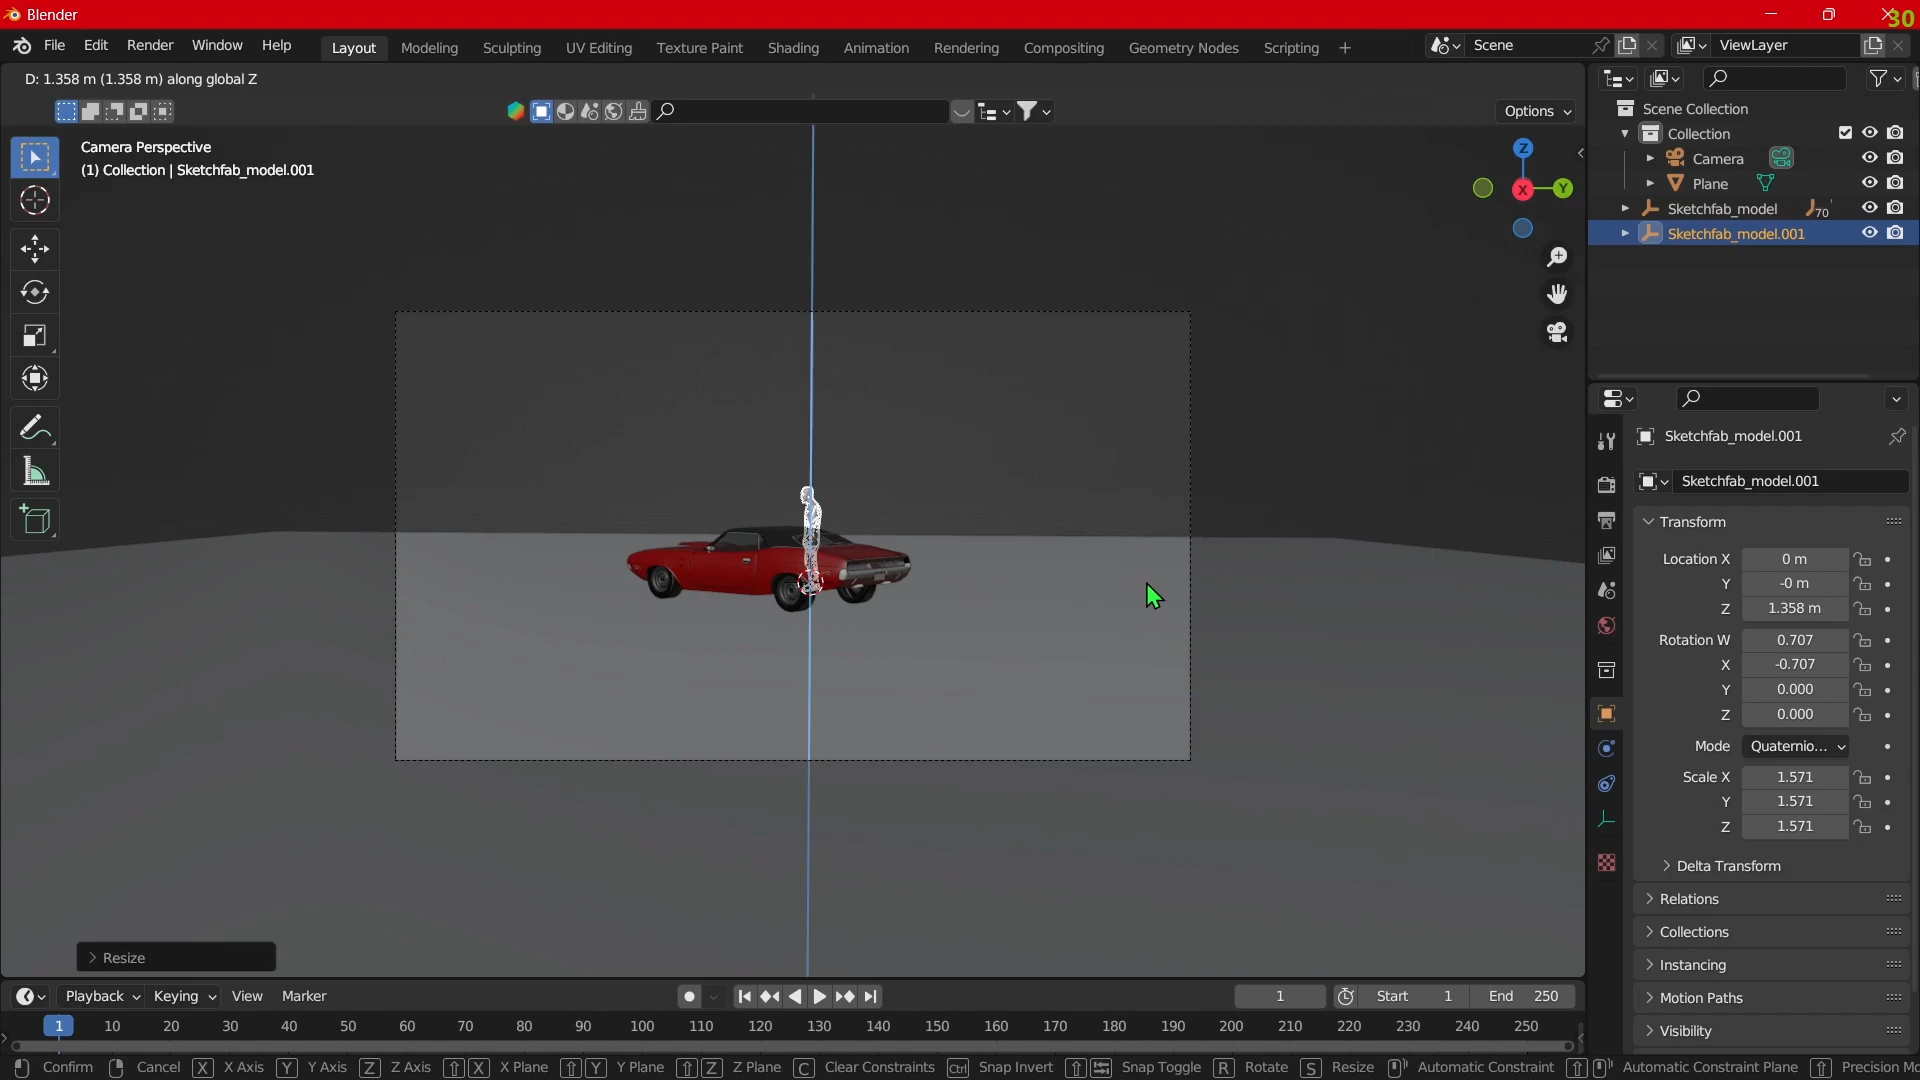 Blender
30
File Edit Render Window Help
Layout Modeling Sculpting UV Editing Texture Paint Shading Animation Rendering Compositing Geometry Nodes Scripting +
Scene
ViewLayer
D: 1.358 m (1.358 m) along global Z
Options
Camera Perspective
(1) Collection | Sketchfab_model.001
Z
X
Y
Scene Collection
Collection
Camera
Plane
Sketchfab_model
70
Sketchfab_model.001
Sketchfab_model.001
Sketchfab_model.001
Transform
Location X 0 m
Y -0 m
Z 1.358 m
Rotation W 0.707
X -0.707
Y 0.000
Z 0.000
Mode Quaternio...
Scale X 1.571
Y 1.571
Z 1.571
Delta Transform
Relations
Collections
Instancing
Motion Paths
Visibility
Resize
Playback Keying View Marker
1 Start 1 End 250
1 10 20 30 40 50 60 70 80 90 100 110 120 130 140 150 160 170 180 190 200 210 220 230 240 250
Confirm Cancel X X Axis Y Y Axis Z Z Axis X X Plane Y Y Plane Z Z Plane C Clear Constraints Ctrl Snap Invert Snap Toggle R Rotate S Resize Automatic Constraint Automatic Constraint Plane Precision Mo